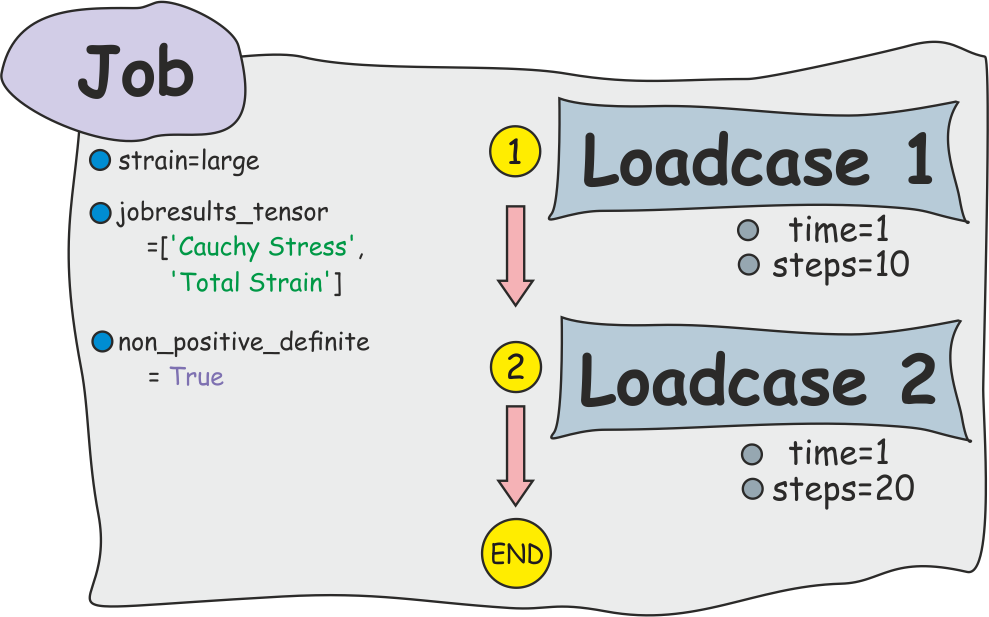 Job
strain=large
jobresults_tensor
=['Cauchy Stress',
'Total Strain']
non_positive_definite
= True
1
Loadcase 1
time=1
steps=10
2
Loadcase 2
time=1
steps=20
END